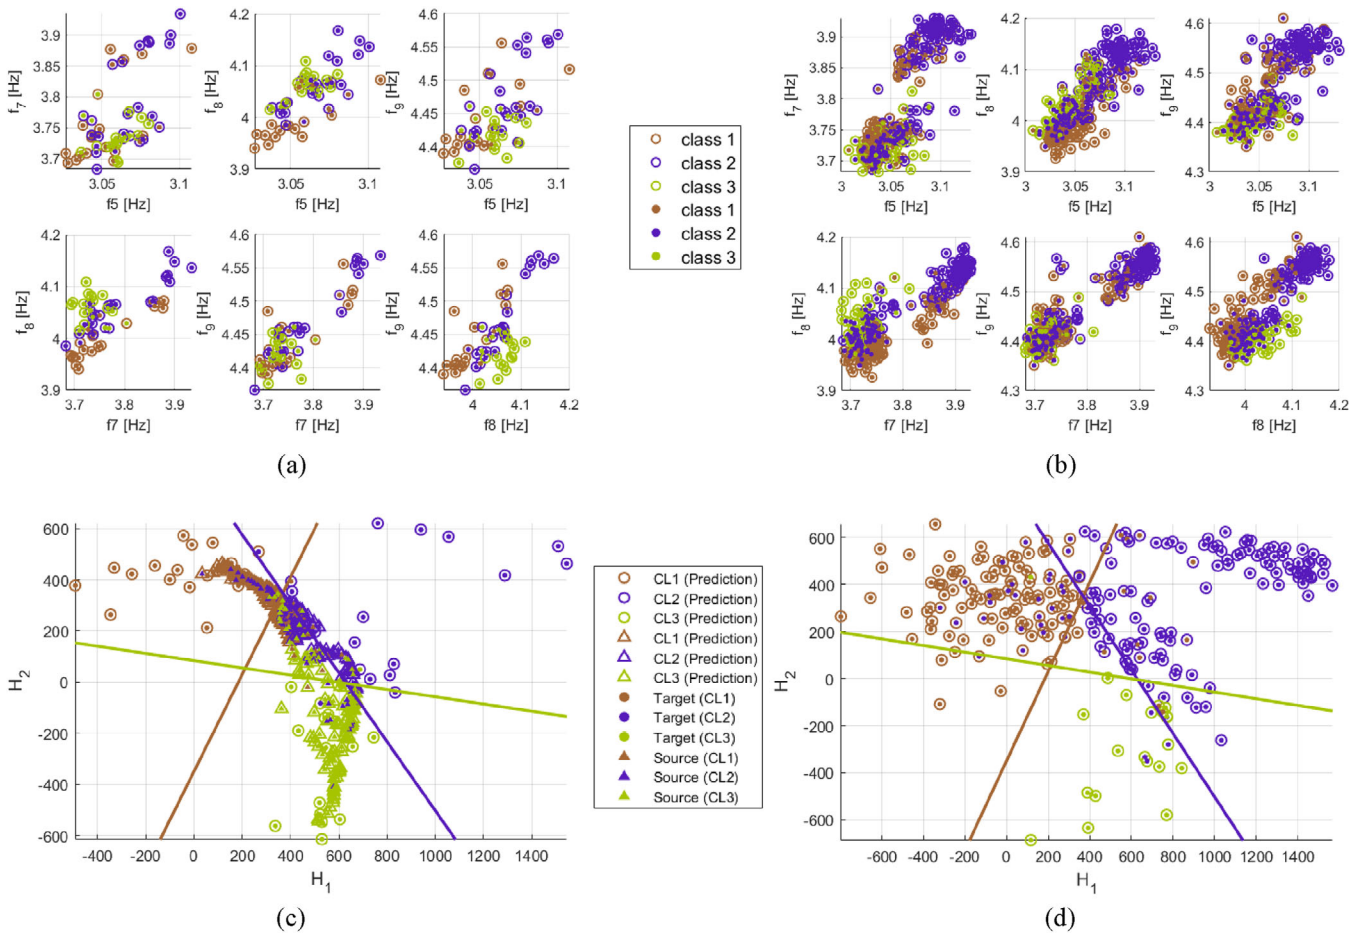 3.9
3.85
3.8
3.75
3.7
f7 [Hz]
3.05
3.1
f5 [Hz]
4.2
4.1
4
3.9
f8 [Hz]
3.05
3.1
f5 [Hz]
4.6
4.55
4.5
4.45
4.4
f9 [Hz]
3.05
3.1
f5 [Hz]
4.2
4.1
4
3.9
f8 [Hz]
3.7
3.8
3.9
f7 [Hz]
4.6
4.55
4.5
4.45
4.4
f9 [Hz]
3.7
3.8
3.9
f7 [Hz]
4.6
4.55
4.5
4.45
4.4
f9 [Hz]
4
4.1
4.2
f8 [Hz]
(a)
class 1
class 2
class 3
class 1
class 2
class 3
3.9
3.85
3.8
3.75
3.7
f7 [Hz]
3
3.05
3.1
f5 [Hz]
4.2
4.1
4
3.9
f8 [Hz]
3
3.05
3.1
f5 [Hz]
4.6
4.5
4.4
4.3
f9 [Hz]
3
3.05
3.1
f5 [Hz]
4.2
4.1
4
3.9
f8 [Hz]
3.7
3.8
3.9
f7 [Hz]
4.6
4.5
4.4
4.3
f9 [Hz]
3.7
3.8
3.9
f7 [Hz]
4.6
4.5
4.4
4.3
f9 [Hz]
4
4.1
4.2
f8 [Hz]
(b)
600
400
200
0
-200
-400
-600
H2
-400 -200 0 200 400 600 800 1000 1200 1400
H1
(c)
CL1 (Prediction)
CL2 (Prediction)
CL3 (Prediction)
CL1 (Prediction)
CL2 (Prediction)
CL3 (Prediction)
Target (CL1)
Target (CL2)
Target (CL3)
Source (CL1)
Source (CL2)
Source (CL3)
600
400
200
0
-200
-400
-600
H2
-600 -400 -200 0 200 400 600 800 1000 1200 1400
H1
(d)